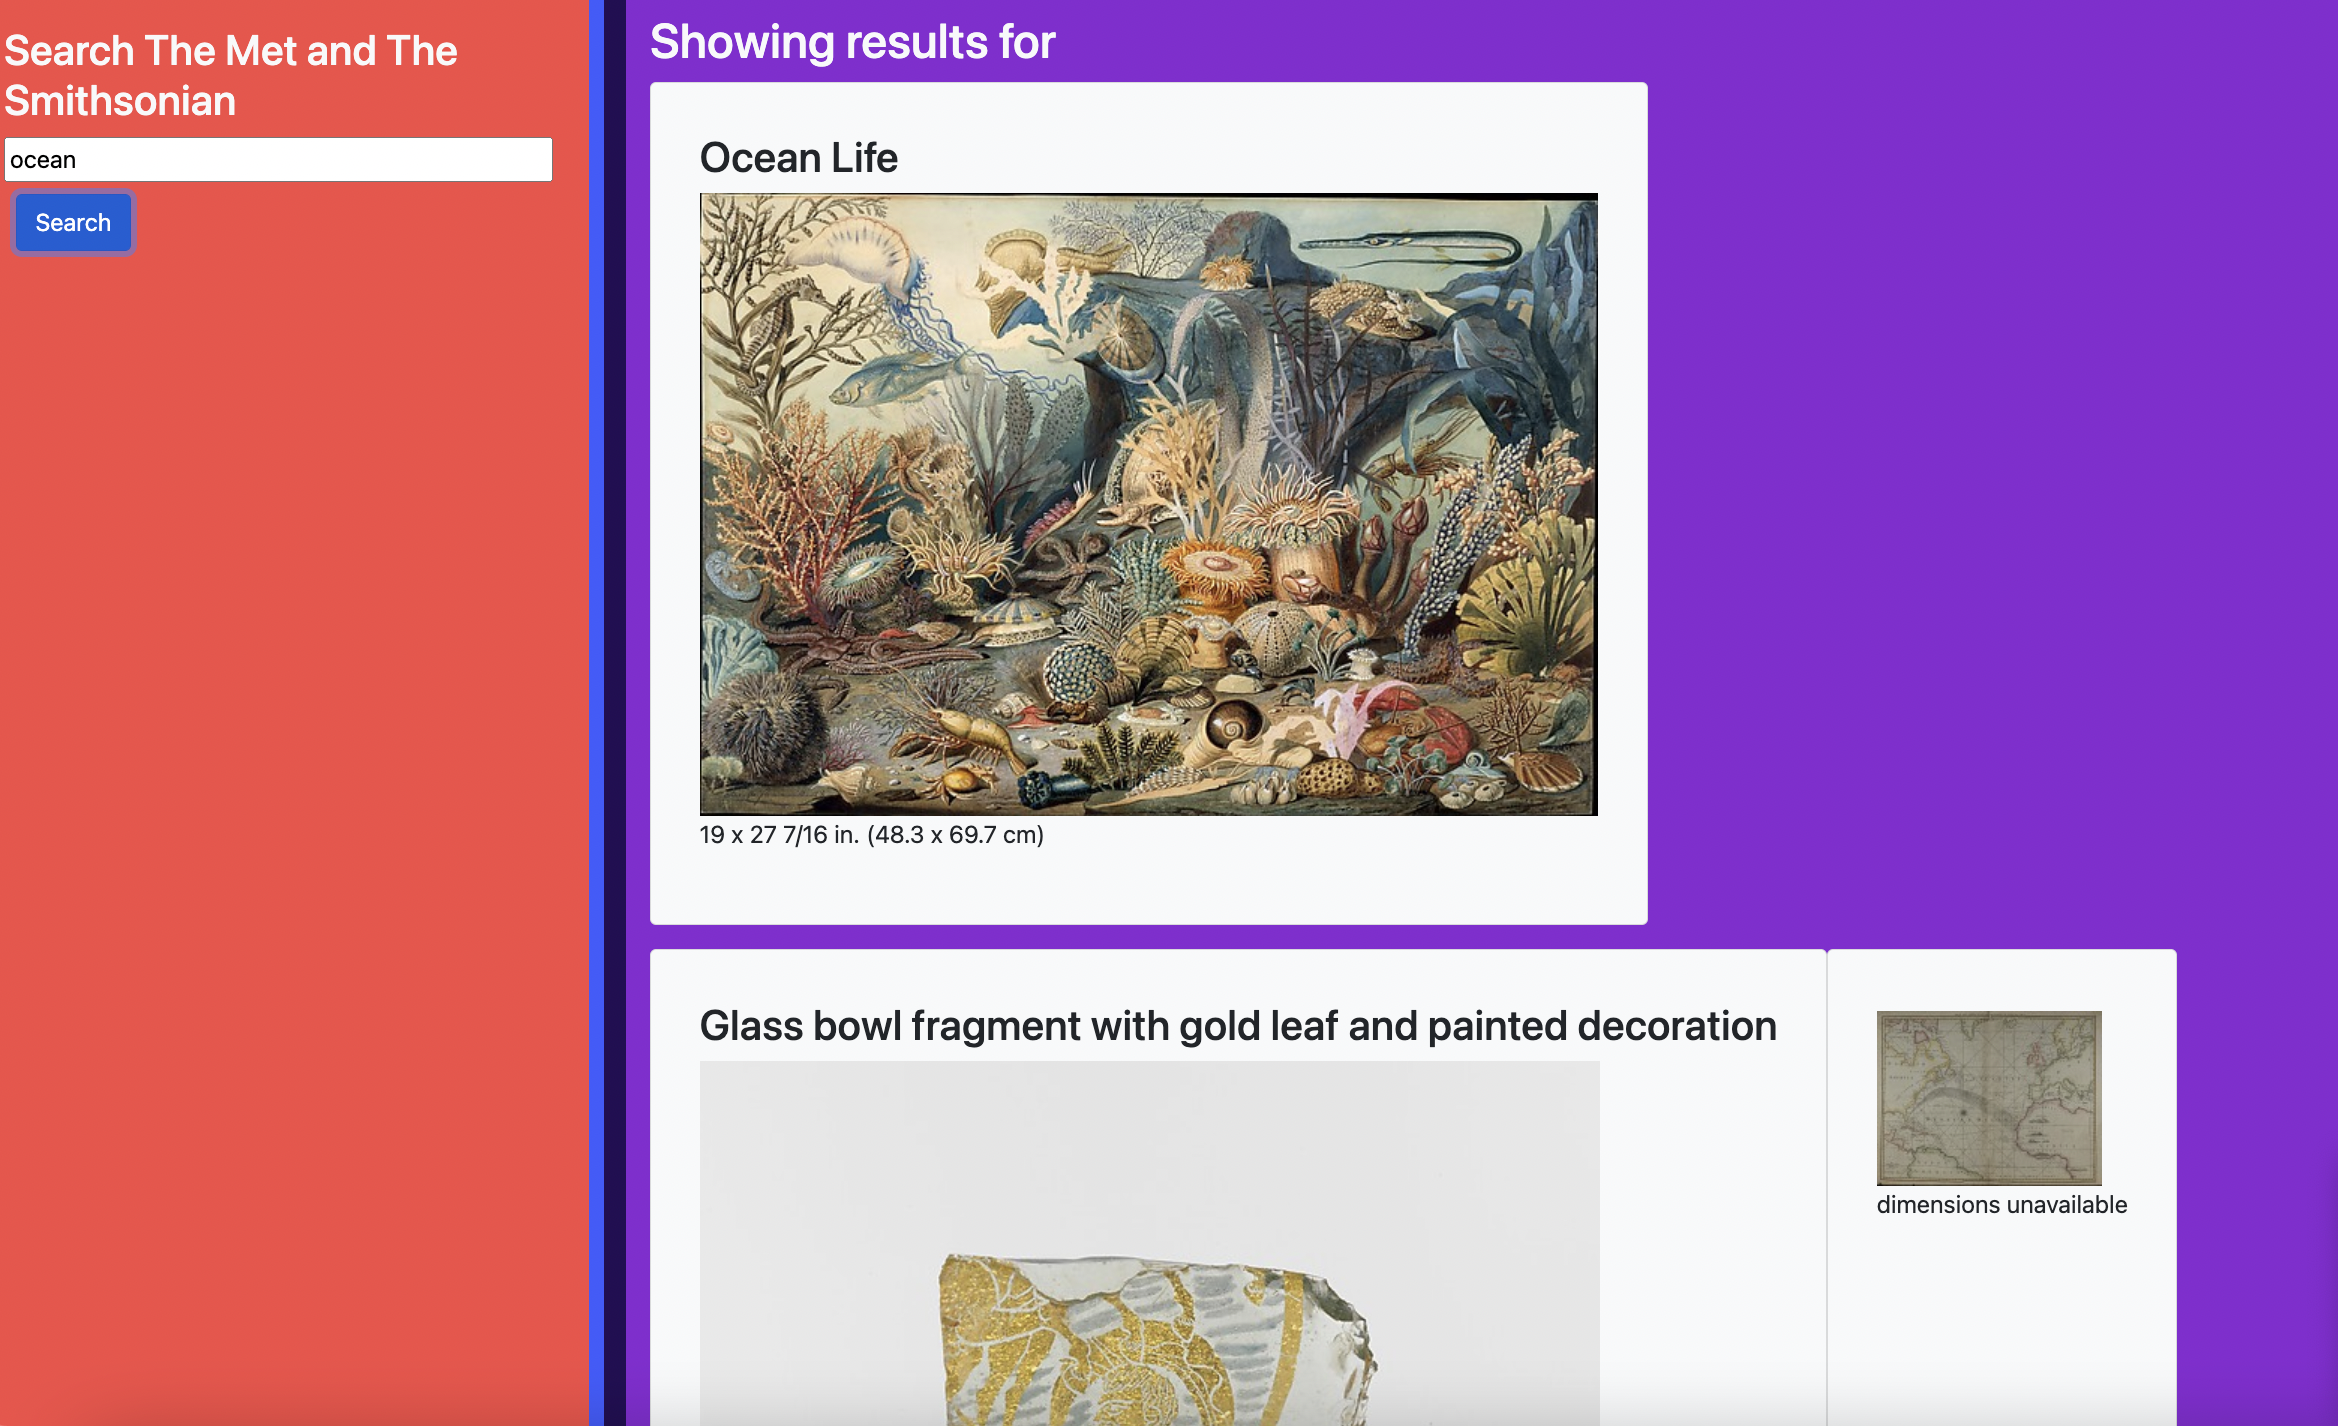 Search The Met and The
Smithsonian
ocean
Search
Showing results for
Ocean Life
19 x 27 7/16 in. (48.3 x 69.7 cm)
Glass bowl fragment with gold leaf and painted decoration
dimensions unavailable